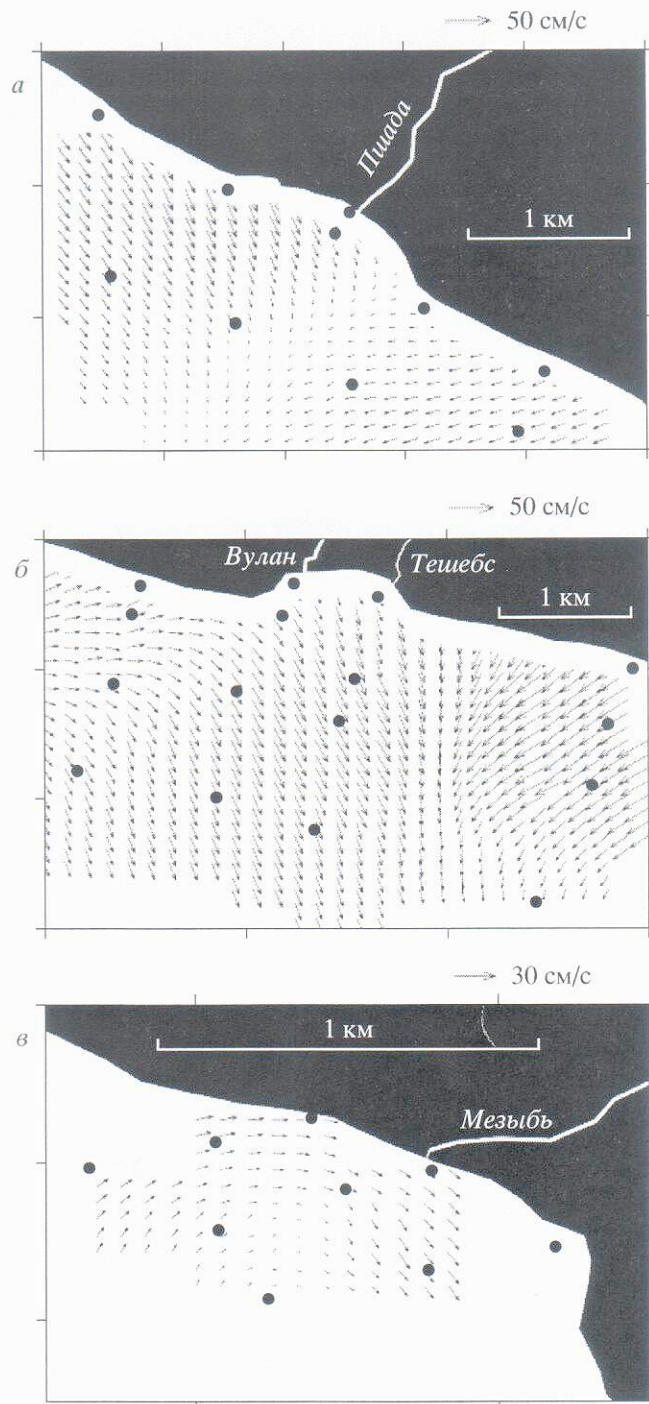 50 см/с
а
Пшада
1 км
50 см/с
б
Вулан
Тешебс
1 км
30 см/с
в
1 км
Мезыбь